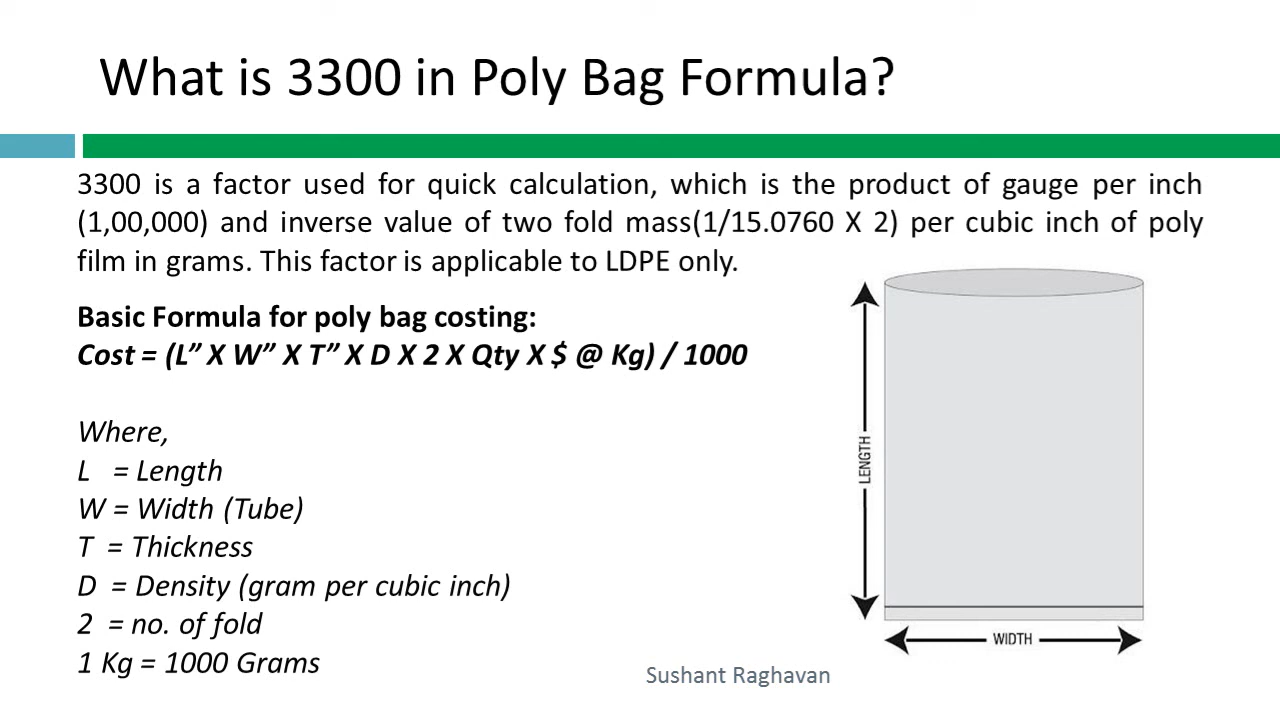 What is 3300 in Poly Bag Formula?
3300 is a factor used for quick calculation, which is the product of gauge per inch
(1,00,000) and inverse value of two fold mass(1/15.0760 X 2) per cubic inch of poly
film in grams. This factor is applicable to LDPE only.
Basic Formula for poly bag costing:
Cost = (L” X W” X T” X D X 2 X Qty X $ @ Kg) / 1000
Where,
L = Length
W = Width (Tube)
T = Thickness
D = Density (gram per cubic inch)
2 = no. of fold
1 Kg = 1000 Grams
LENGTH
WIDTH
Sushant Raghavan